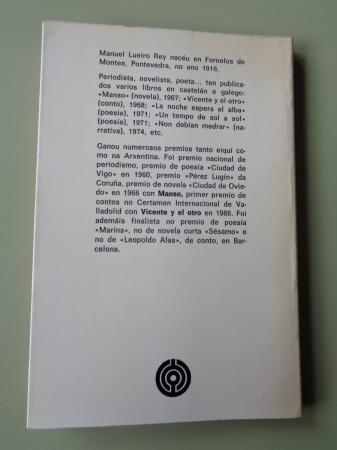 Manuel Lueiro Rey nacéu en Fornelos de
Montes, Pontevedra, no ano 1916.
Periodista, novelista, poeta... ten publica-
dos varios libros en castelán e galego:
«Manso» (novela), 1967; «Vicente y el otro»
(conto), 1968; «La noche espera el alba»
(poesía), 1971; «Un tempo de sol a sol»
(poesía), 1971; «Non debían medrar» (na-
rrativa), 1974, etc.
Ganou numerosos premios tanto eiquí co-
mo na Arxentina. Foi premio nacional de
periodismo, premio de poesía «Ciudad de
Vigo» en 1960, premio «Pérez Lugín» da
Coruña, premio de novela «Ciudad de Ovie-
do» en 1966 con Manso, primer premio de
contos no Certamen Internacional de Va-
lladolid con Vicente y el otro en 1966. Foi
ademáis finalista no premio de poesía
«Marina», no de novela curta «Sésamo» e
no de «Leopoldo Alas», de conto, en Bar-
celona.